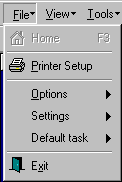 File View Tools
Home F3
Printer Setup
Options
Settings
Default task
Exit